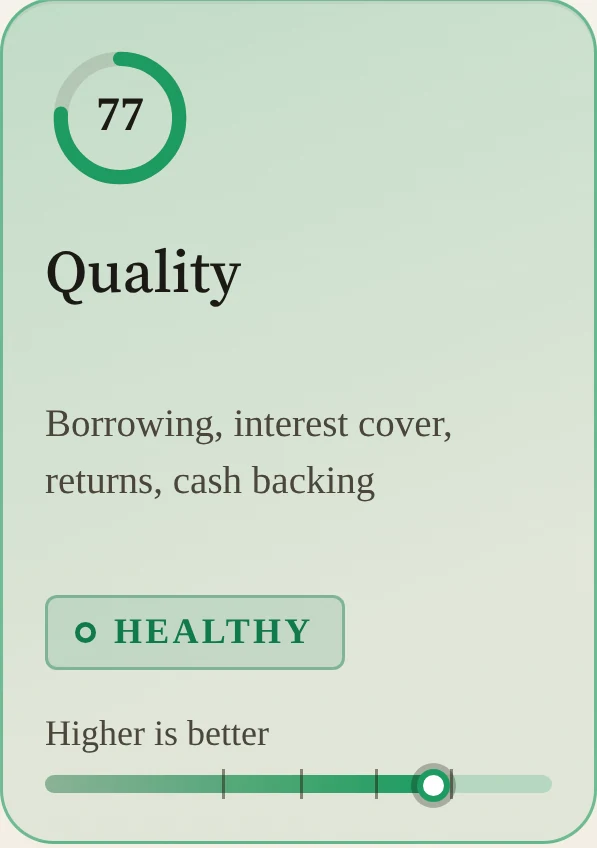 77
Quality
Borrowing, interest cover,
returns, cash backing
HEALTHY
Higher is better